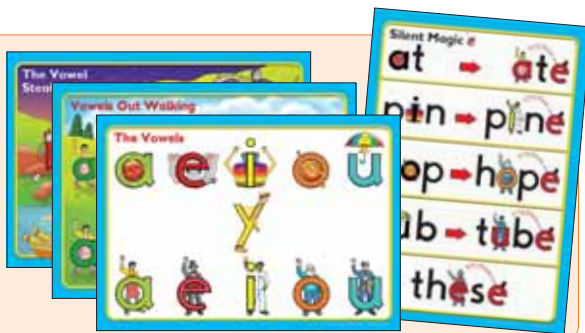 The Vowel
Vowels Out Walking
The Vowels
a e i o u
y
a e i o u
Silent Magic e
at ate
pin pine
op hope
ub tube
these